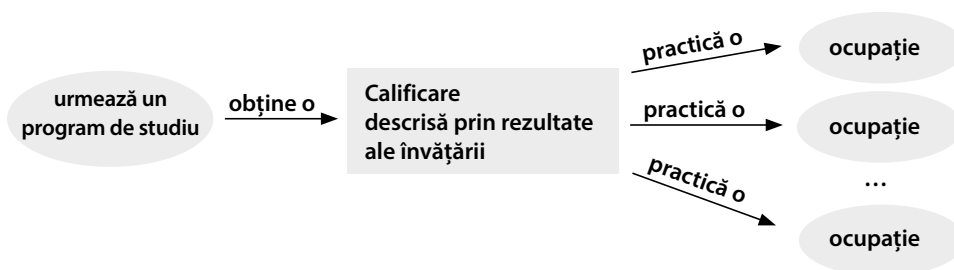 urmează un
program de studiu
obține o
Calificare
descrisă prin rezultate
ale învățării
practică o
ocupație
practică o
ocupație
...
practică o
ocupație